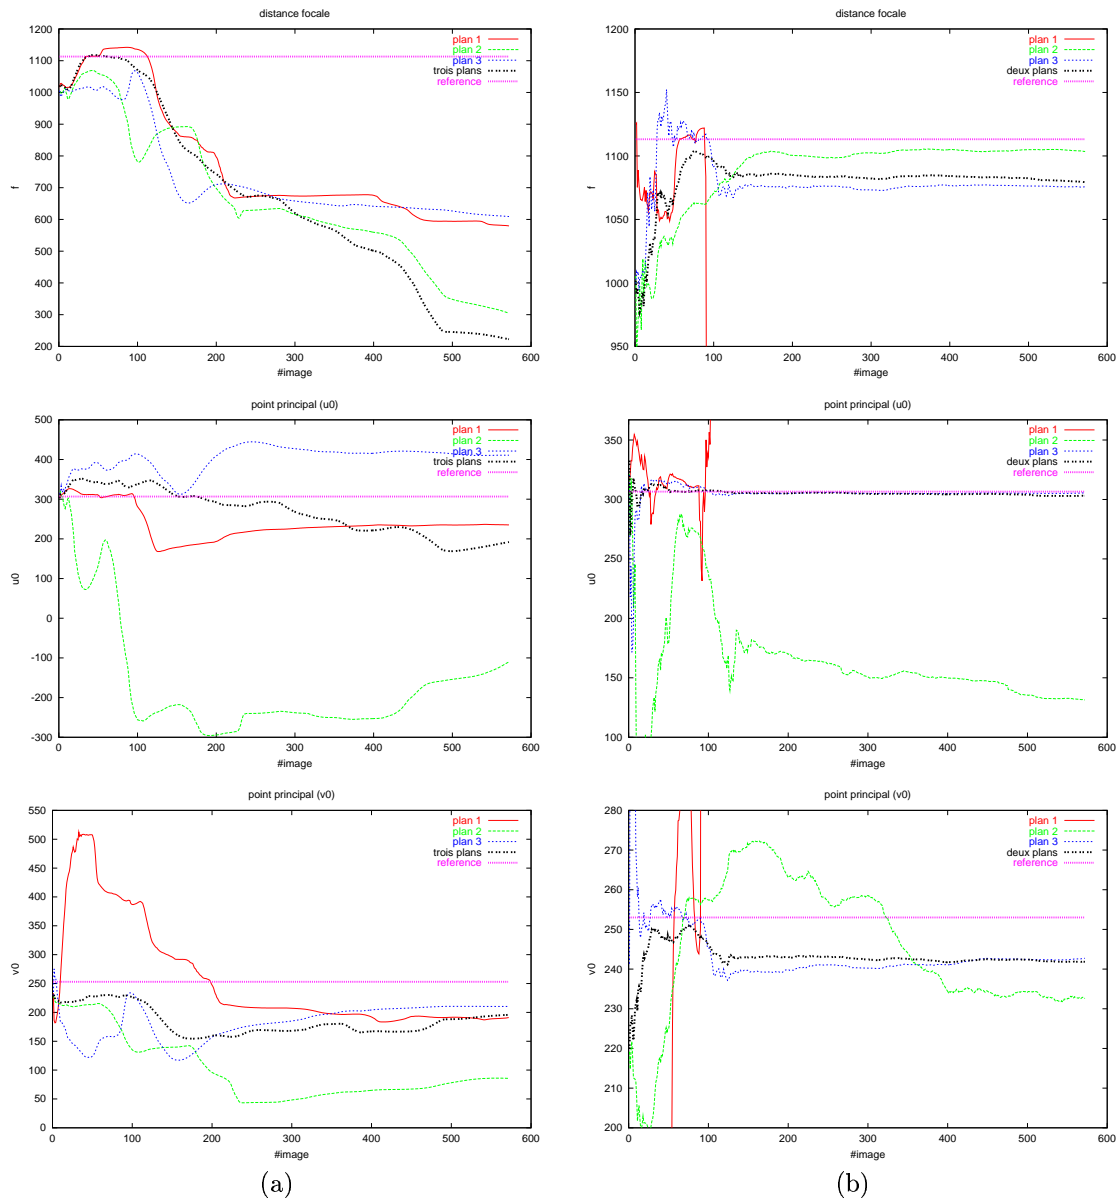 distance focale
1200
1100
1000
900
800
700
600
500
400
300
200
f
0
100
200
300
400
500
600
#image
plan 1
plan 2
plan 3
trois plans
reference
distance focale
1200
1150
1100
1050
1000
950
f
0
100
200
300
400
500
600
#image
plan 1
plan 2
plan 3
deux plans
reference
point principal (u0)
500
400
300
200
100
0
-100
-200
-300
u0
0
100
200
300
400
500
600
#image
plan 1
plan 2
plan 3
trois plans
reference
point principal (u0)
350
300
250
200
150
100
u0
0
100
200
300
400
500
600
#image
plan 1
plan 2
plan 3
deux plans
reference
point principal (v0)
550
500
450
400
350
300
250
200
150
100
50
0
v0
0
100
200
300
400
500
600
#image
plan 1
plan 2
plan 3
trois plans
reference
point principal (v0)
280
270
260
250
240
230
220
210
200
v0
0
100
200
300
400
500
600
#image
plan 1
plan 2
plan 3
deux plans
reference
(a)
(b)